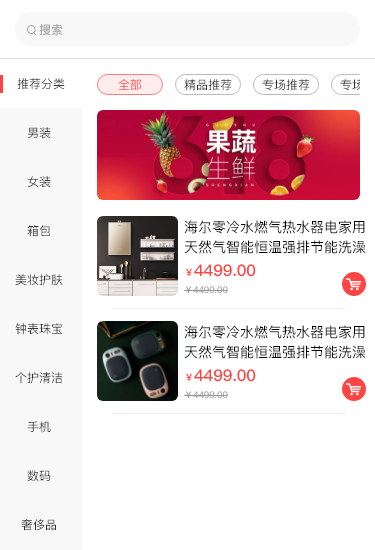 搜索
推荐分类
男装
女装
箱包
美妆护肤
钟表珠宝
个护清洁
手机
数码
奢侈品
全部
精品推荐
专场推荐
专场
618
果蔬
生鲜
SHENGXIAN
海尔零冷水燃气热水器电家用
天然气智能恒温强排节能洗澡
¥4499.00
¥4499.00
海尔零冷水燃气热水器电家用
天然气智能恒温强排节能洗澡
¥4499.00
¥4499.00